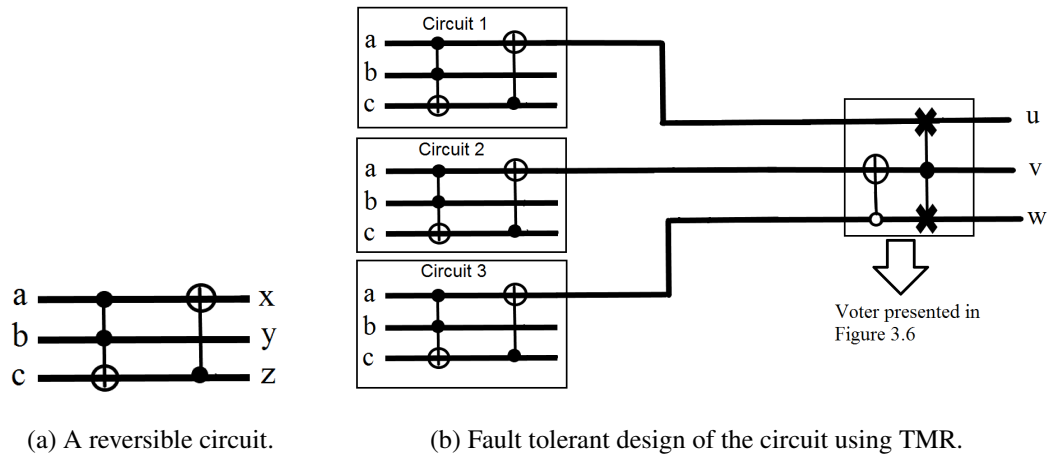 a
b
c
x
y
z
(a) A reversible circuit.
Circuit 1
a
b
c
Circuit 2
a
b
c
Circuit 3
a
b
c
u
v
w
Voter presented in
Figure 3.6
(b) Fault tolerant design of the circuit using TMR.